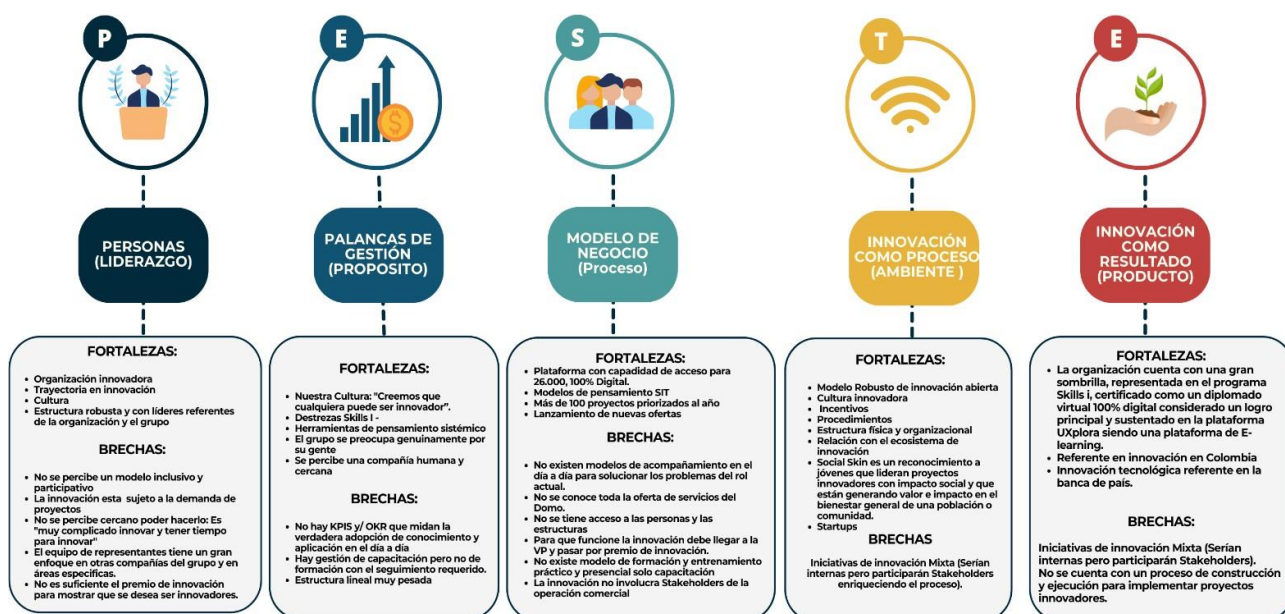 P
PERSONAS
(LIDERAZGO)
FORTALEZAS:
• Organización innovadora
• Trayectoria en innovación
• Cultura
• Estructura robusta y con líderes referentes
de la organización y el grupo
BRECHAS:
• No se percibe un modelo inclusivo y
participativo
• La innovación esta sujeto a la demanda de
proyectos
• No se percibe cercano poder hacerlo: Es
"muy complicado innovar y tener tiempo
para innovar"
• El equipo de representantes tiene un gran
enfoque en otras compañías del grupo y en
áreas especificas.
• No es suficiente el premio de innovación
para mostrar que se desea ser innovadores.
E
PALANCAS DE
GESTIÓN
(PROPOSITO)
FORTALEZAS:
• Nuestra Cultura: "Creemos que
cualquiera puede ser innovador".
• Destrezas Skills I -
• Herramientas de pensamiento sistémico
• El grupo se preocupa genuinamente por
su gente
• Se percibe una compañía humana y
cercana
BRECHAS:
• No hay KPIS y/ OKR que midan la
verdadera adopción de conocimiento y
aplicación en el día a día
• Hay gestión de capacitación pero no de
formación con el seguimiento requerido.
• Estructura lineal muy pesada
S
MODELO DE
NEGOCIO
(Proceso)
FORTALEZAS:
• Plataforma con capacidad de acceso para
26.000, 100% Digital.
• Modelos de pensamiento SIT
• Más de 100 proyectos priorizados al año
• Lanzamiento de nuevas ofertas
BRECHAS:
• No existen modelos de acompañamiento en el
día a día para solucionar los problemas del rol
actual.
• No se conoce toda la oferta de servicios del
Domo.
• No se tiene acceso a las personas y las
estructuras
• Para que funcione la innovación debe llegar a la
VP y pasar por premio de innovación.
• No existe modelo de formación y entrenamiento
práctico y presencial solo capacitación
• La innovación no involucra Stakeholders de la
operación comercial
T
INNOVACIÓN
COMO PROCESO
(AMBIENTE )
FORTALEZAS:
• Modelo Robusto de innovación abierta
• Cultura innovadora
• Incentivos
• Procedimientos
• Estructura física y organizacional
• Relación con el ecosistema de
innovación
• Social Skin es un reconocimiento a
jóvenes que lideran proyectos
innovadores con impacto social y que
están generando valor e impacto en el
bienestar general de una población o
comunidad.
• Startups
BRECHAS
Iniciativas de innovación Mixta (Serían
internas pero participarán Stakeholders
enriqueciendo el proceso).
E
INNOVACIÓN
COMO
RESULTADO
(PRODUCTO)
FORTALEZAS:
• La organización cuenta con una gran
sombrilla, representada en el programa
Skills i, certificado como un diplomado
virtual 100% digital considerado un logro
principal y sustentado en la plataforma
UXplora siendo una plataforma de E-
learning.
• Referente en innovación en Colombia
• Innovación tecnológica referente en la
banca de país.
BRECHAS:
Iniciativas de innovación Mixta (Serían
internas pero participarán Stakeholders).
No se cuenta con un proceso de construcción
y ejecución para implementar proyectos
innovadores.